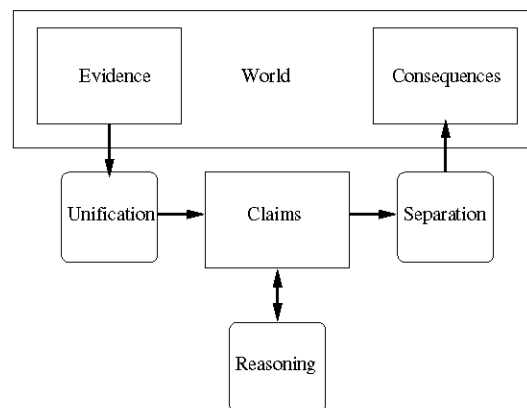 Evidence
World
Consequences
Unification
Claims
Separation
Reasoning